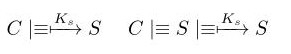 C |≡ ⟼^{K_s} S   C |≡ S |≡ ⟼^{K_s} S